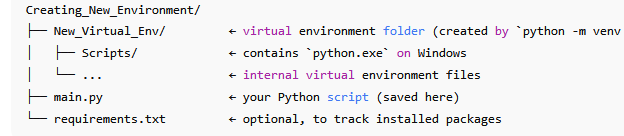 Creating_New_Environment/
├── New_Virtual_Env/ ← virtual environment folder (created by `python -m venv
│ ├── Scripts/ ← contains `python.exe` on Windows
│ └── ... ← internal virtual environment files
├── main.py ← your Python script (saved here)
└── requirements.txt ← optional, to track installed packages